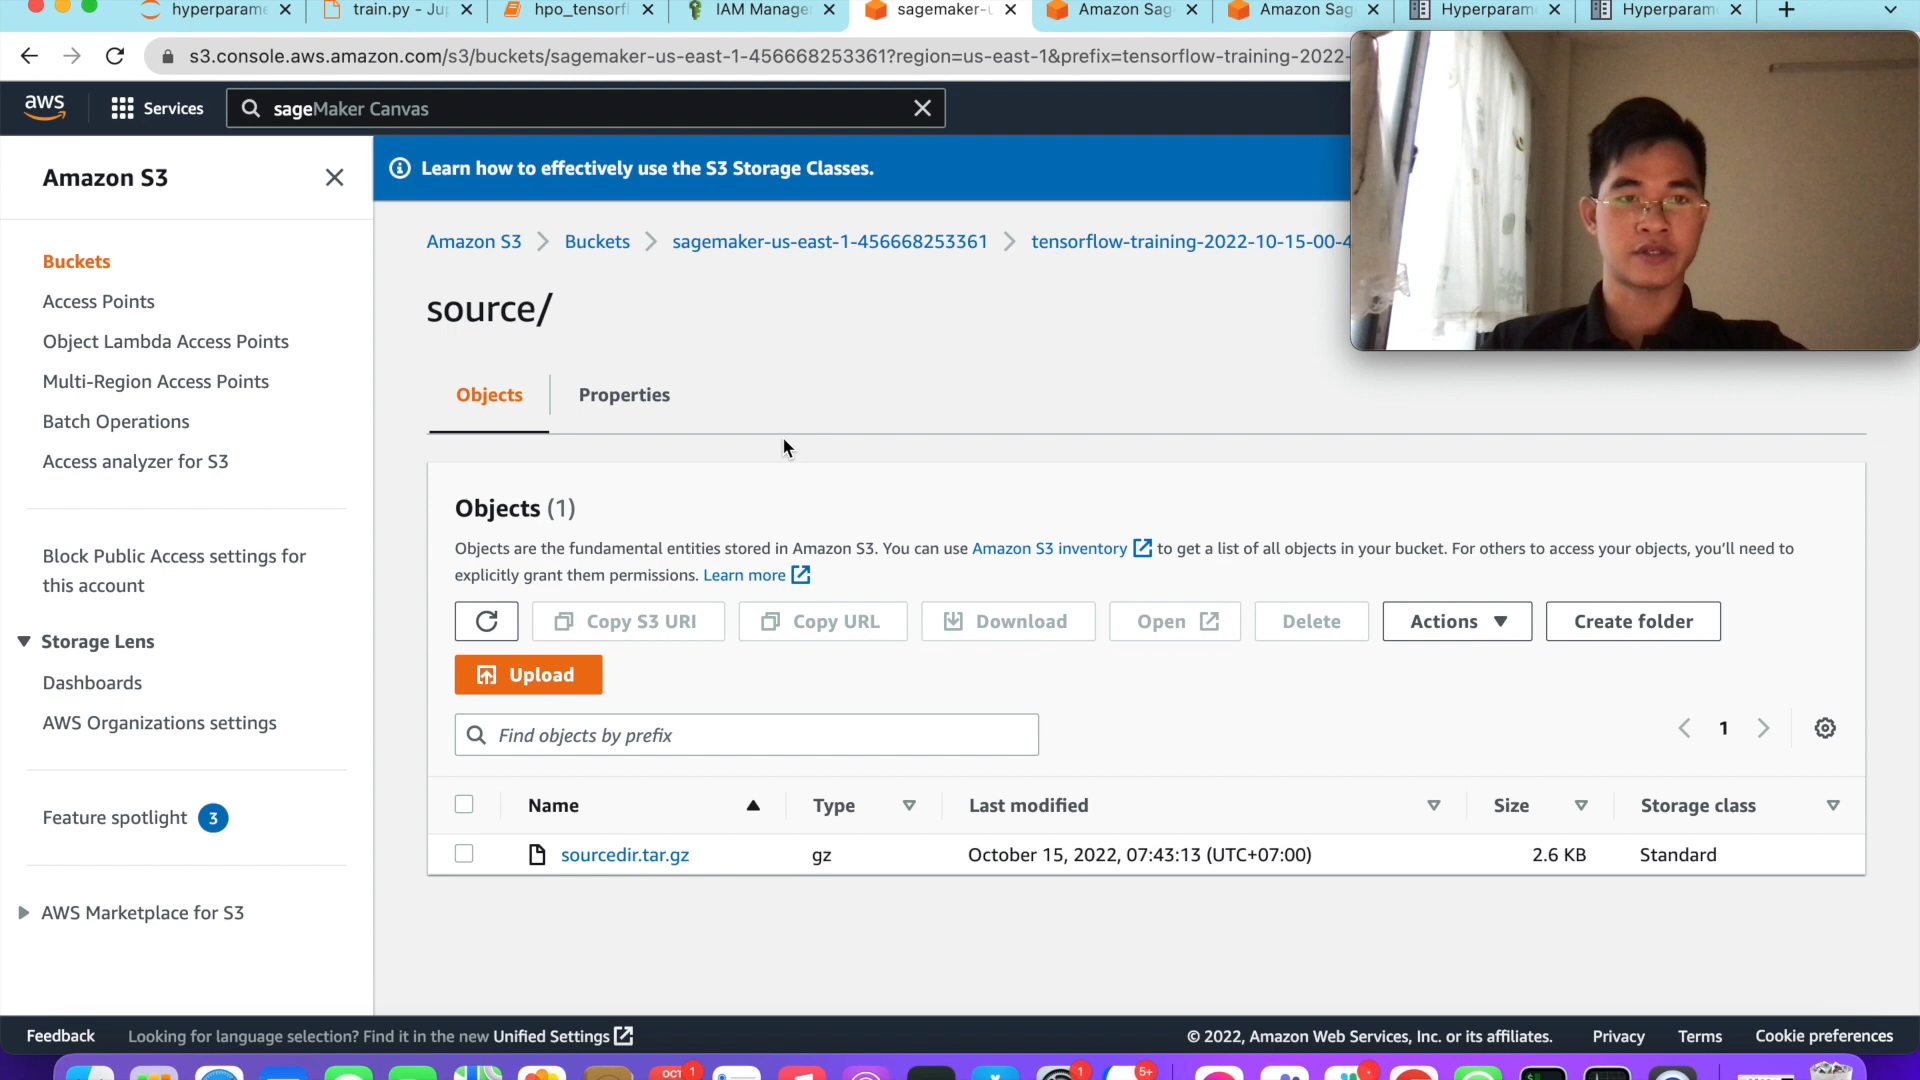 hyperparame
train.py - Ju
hpo_tensorfl
IAM Manage
sagemaker-u
Amazon Sag
Amazon Sag
Hyperparam
Hyperparam
s3.console.aws.amazon.com/s3/buckets/sagemaker-us-east-1-456668253361?region=us-east-1&prefix=tensorflow-training-2022-
aws
Services
sageMaker Canvas
Amazon S3
Learn how to effectively use the S3 Storage Classes.
Buckets
Access Points
Object Lambda Access Points
Multi-Region Access Points
Batch Operations
Access analyzer for S3
Block Public Access settings for
this account
Storage Lens
Dashboards
AWS Organizations settings
Feature spotlight 3
AWS Marketplace for S3
Amazon S3 > Buckets > sagemaker-us-east-1-456668253361 > tensorflow-training-2022-10-15-00-4
source/
Objects
Properties
Objects (1)
Objects are the fundamental entities stored in Amazon S3. You can use Amazon S3 inventory to get a list of all objects in your bucket. For others to access your objects, you'll need to
explicitly grant them permissions. Learn more
Copy S3 URI
Copy URL
Download
Open
Delete
Actions
Create folder
Upload
Find objects by prefix
1
Name
Type
Last modified
Size
Storage class
sourcedir.tar.gz
gz
October 15, 2022, 07:43:13 (UTC+07:00)
2.6 KB
Standard
Feedback
Looking for language selection? Find it in the new Unified Settings
© 2022, Amazon Web Services, Inc. or its affiliates.
Privacy
Terms
Cookie preferences
OCT
1
1
5+